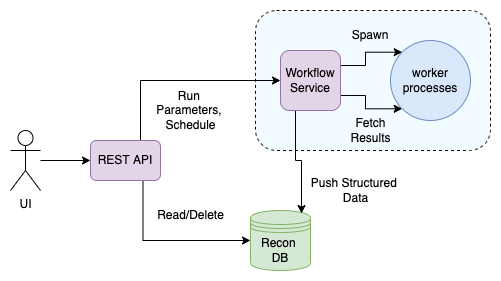 Spawn
Workflow
Service
worker
processes
Run
Parameters,
Schedule
Fetch
Results
REST API
UI
Push Structured
Data
Read/Delete
Recon
DB